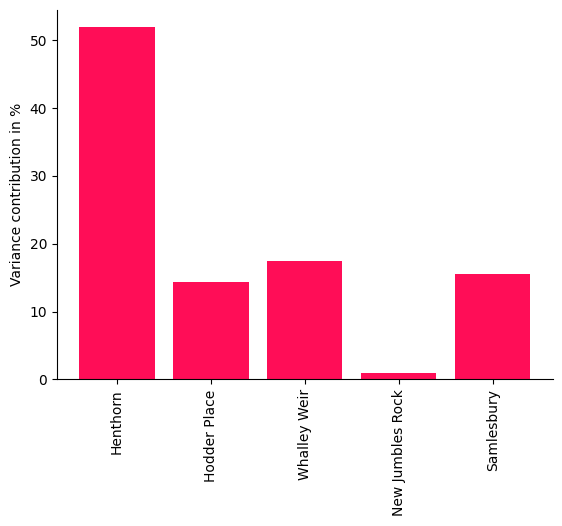 Variance contribution in %
50
40
30
20
10
0
Henthorn
Hodder Place
Whalley Weir
New Jumbles Rock
Samlesbury